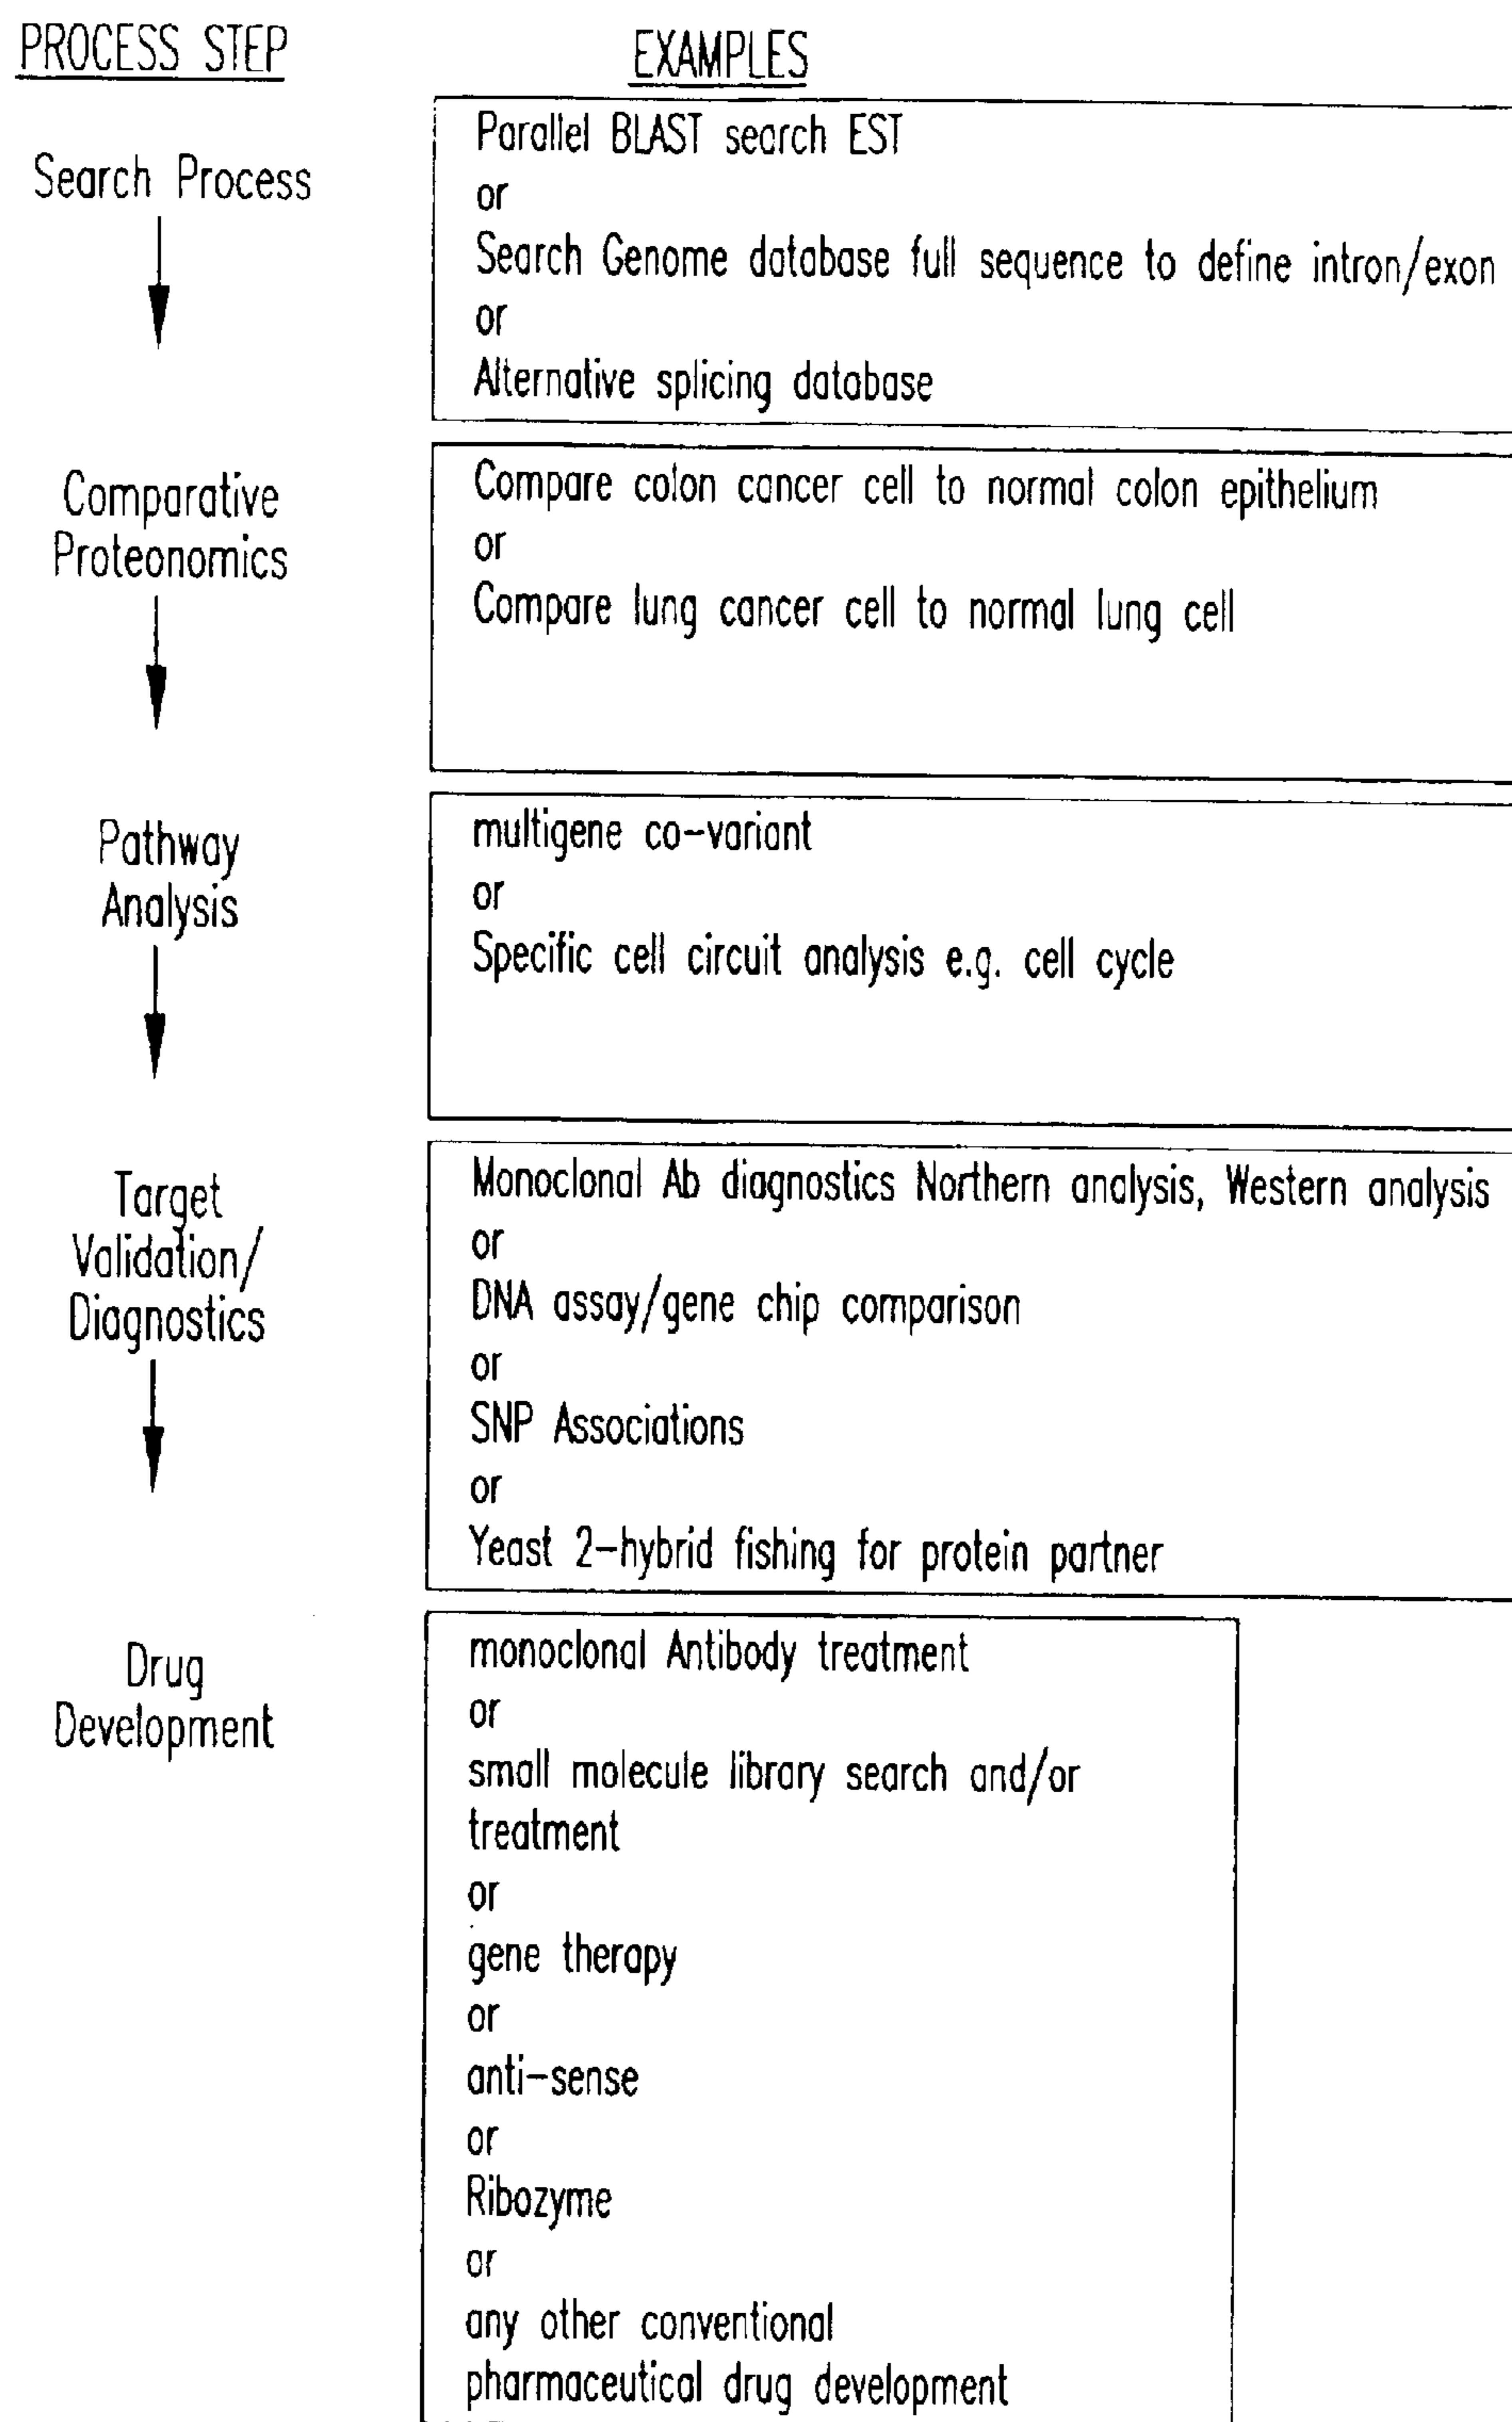 PROCESS STEP
EXAMPLES
Search Process
Parallel BLAST search EST
or
Search Genome database full sequence to define intron/exon
or
Alternative splicing database
Comparative
Proteonomics
Compare colon cancer cell to normal colon epithelium
or
Compare lung cancer cell to normal lung cell
Pathway
Analysis
multigene co-variant
or
Specific cell circuit analysis e.g. cell cycle
Target
Validation/
Diagnostics
Monoclonal Ab diagnostics Northern analysis, Western analysis
or
DNA assay/gene chip comparison
or
SNP Associations
or
Yeast 2-hybrid fishing for protein partner
Drug
Development
monoclonal Antibody treatment
or
small molecule library search and/or
treatment
or
gene therapy
or
anti-sense
or
Ribozyme
or
any other conventional
pharmaceutical drug development